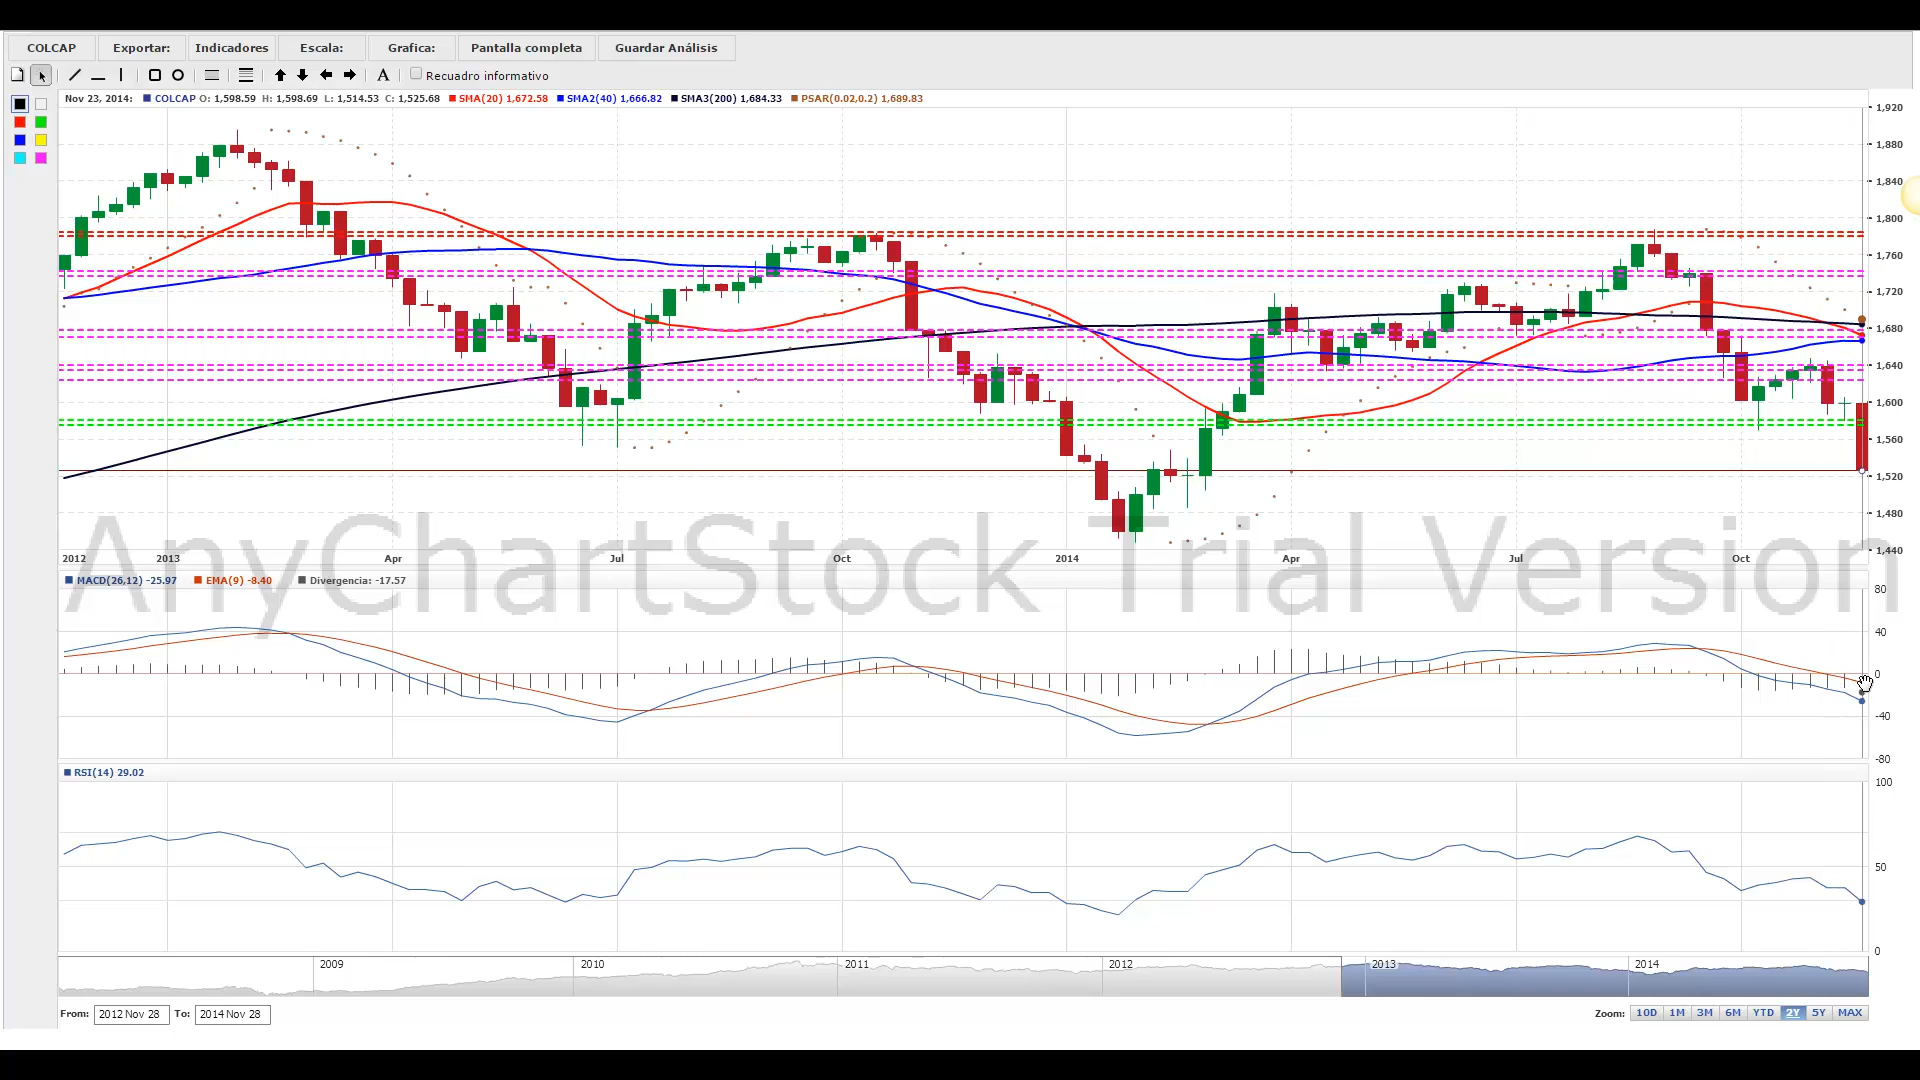 COLCAP Exportar: Indicadores Escala: Grafica: Pantalla completa Guardar Análisis
A Recuadro informativo
Nov 23, 2014: COLCAP O: 1,598.59 H: 1,598.69 L: 1,514.53 C: 1,525.68 SMA(20) 1,672.58 SMA2(40) 1,666.82 SMA3(200) 1,684.33 PSAR(0.02,0.2) 1,689.83
1,920
1,880
1,840
1,800
1,760
1,720
1,680
1,640
1,600
1,560
1,520
1,480
1,440
2012 2013 Apr Jul Oct 2014 Apr Jul Oct
AnyChartStock Trial Version
MACD(26,12) -25.97 EMA(9) -8.40 Divergencia: -17.57
80
40
0
-40
-80
RSI(14) 29.02
100
50
0
2009 2010 2011 2012 2013 2014
From: 2012 Nov 28 To: 2014 Nov 28 Zoom: 10D 1M 3M 6M YTD 2Y 5Y MAX